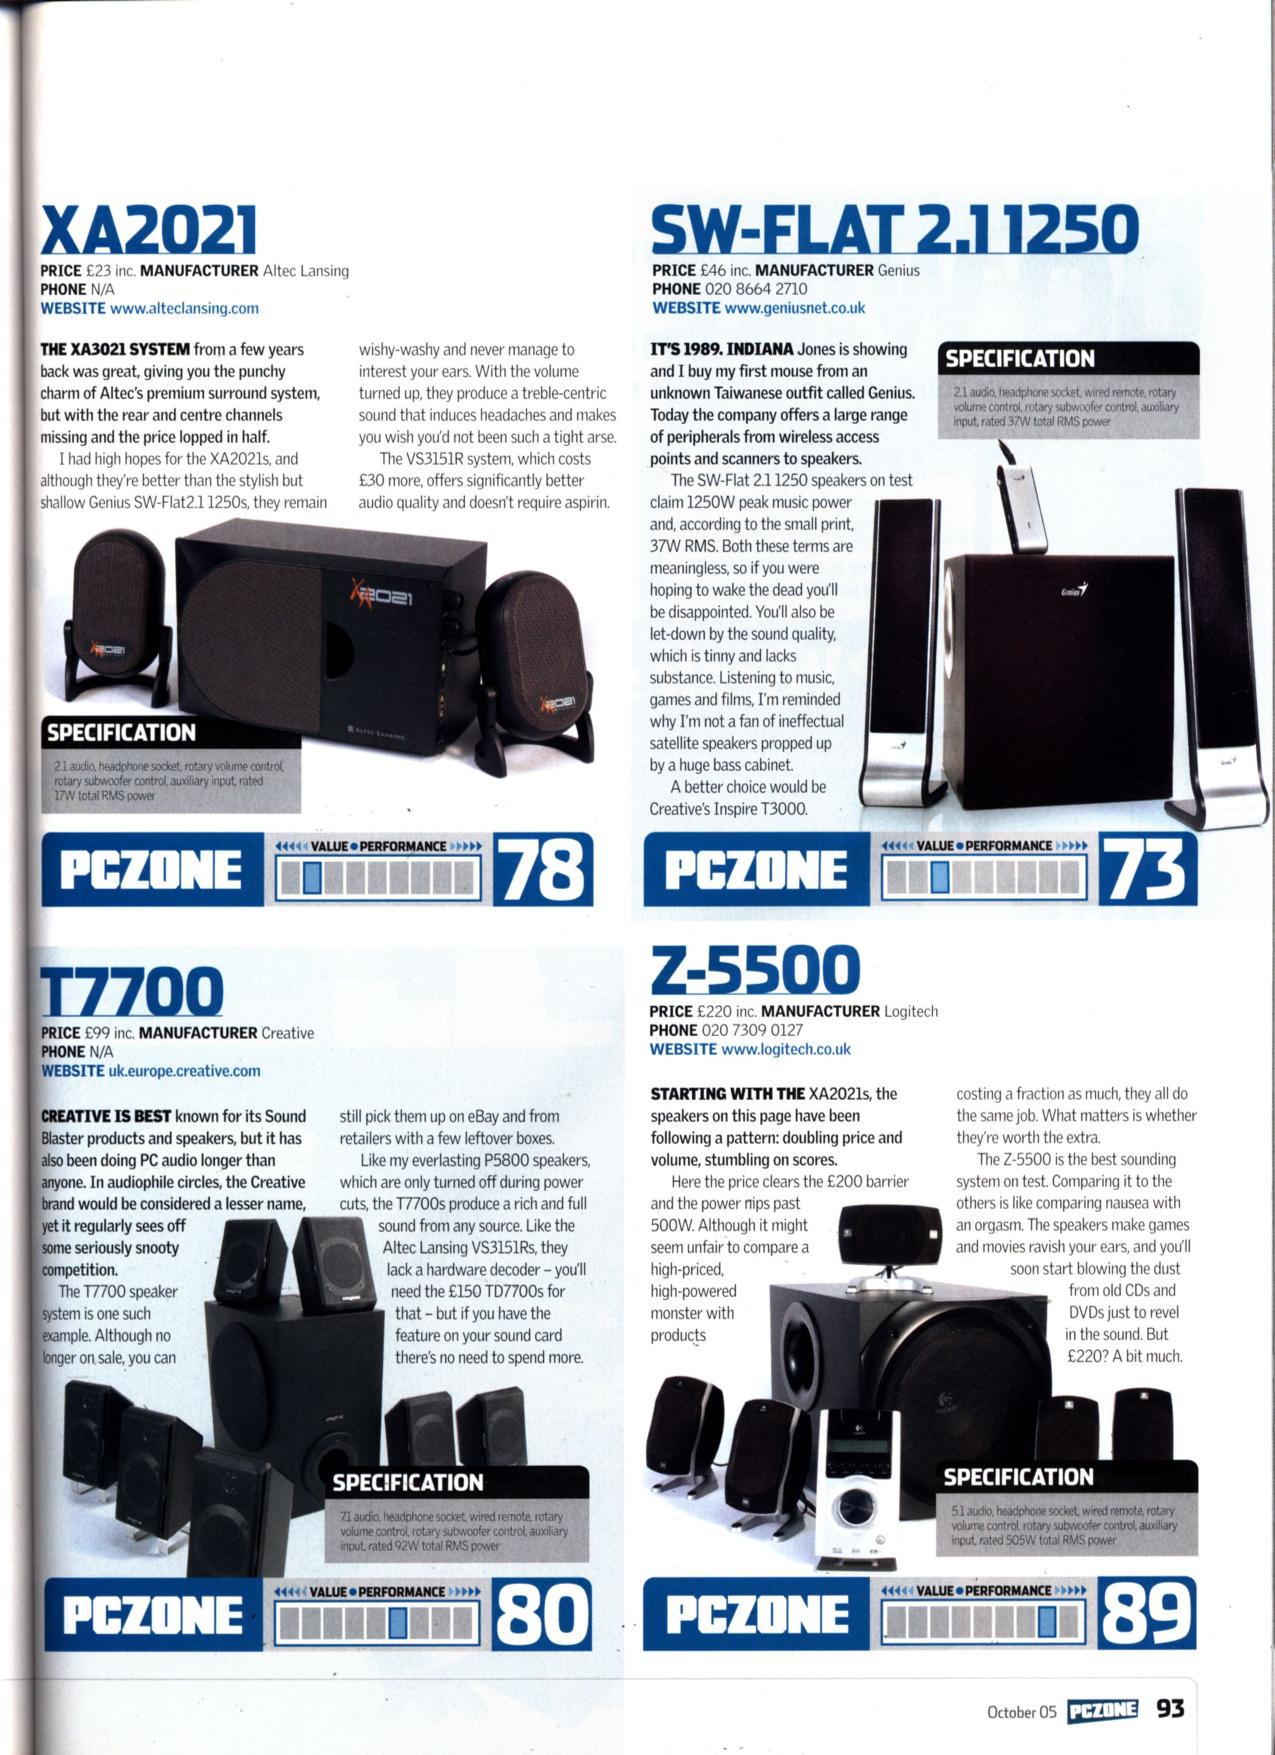 XA2021
PRICE £23 inc. MANUFACTURER Altec Lansing
PHONE N/A
WEBSITE www.alteclansing.com
THE XA3021 SYSTEM from a few years
back was great, giving you the punchy
charm of Altec's premium surround system,
but with the rear and centre channels
missing and the price lopped in half.
I had high hopes for the XA2021s, and
although they're better than the stylish but
shallow Genius SW-Flat2.1 1250s, they remain
wishy-washy and never manage to
interest your ears. With the volume
turned up, they produce a treble-centric
sound that induces headaches and makes
you wish you'd not been such a tight arse.
The VS3151R system, which costs
£30 more, offers significantly better
audio quality and doesn't require aspirin.
XA2021
XA2021
XA2021
ALTEC LANSING
SPECIFICATION
2.1 audio, headphone socket, rotary volume control,
rotary subwoofer control, auxiliary input, rated
17W total RMS power
PCZONE
VALUE • PERFORMANCE
78
SW-FLAT 2.1 1250
PRICE £46 inc. MANUFACTURER Genius
PHONE 020 8664 2710
WEBSITE www.geniusnet.co.uk
IT'S 1989. INDIANA Jones is showing
and I buy my first mouse from an
unknown Taiwanese outfit called Genius.
Today the company offers a large range
of peripherals from wireless access
points and scanners to speakers.
The SW-Flat 2.1 1250 speakers on test
claim 1250W peak music power
and, according to the small print,
37W RMS. Both these terms are
meaningless, so if you were
hoping to wake the dead you'll
be disappointed. You'll also be
let-down by the sound quality,
which is tinny and lacks
substance. Listening to music,
games and films, I'm reminded
why I'm not a fan of ineffectual
satellite speakers propped up
by a huge bass cabinet.
A better choice would be
Creative's Inspire T3000.
SPECIFICATION
2.1 audio, headphone socket, wired remote, rotary
volume control, rotary subwoofer control, auxiliary
input, rated 37W total RMS power
Genius
PCZONE
VALUE • PERFORMANCE
73
T7700
PRICE £99 inc. MANUFACTURER Creative
PHONE N/A
WEBSITE uk.europe.creative.com
CREATIVE IS BEST known for its Sound
Blaster products and speakers, but it has
also been doing PC audio longer than
anyone. In audiophile circles, the Creative
brand would be considered a lesser name,
yet it regularly sees off
some seriously snooty
competition.
The T7700 speaker
system is one such
example. Although no
longer on sale, you can
still pick them up on eBay and from
retailers with a few leftover boxes.
Like my everlasting P5800 speakers,
which are only turned off during power
cuts, the T7700s produce a rich and full
sound from any source. Like the
Altec Lansing VS3151Rs, they
lack a hardware decoder – you'll
need the £150 TD7700s for
that – but if you have the
feature on your sound card
there's no need to spend more.
SPECIFICATION
7.1 audio, headphone socket, wired remote, rotary
volume control, rotary subwoofer control, auxiliary
input, rated 92W total RMS power
PCZONE
VALUE • PERFORMANCE
80
Z-5500
PRICE £220 inc. MANUFACTURER Logitech
PHONE 020 7309 0127
WEBSITE www.logitech.co.uk
STARTING WITH THE XA2021s, the
speakers on this page have been
following a pattern: doubling price and
volume, stumbling on scores.
Here the price clears the £200 barrier
and the power nips past
500W. Although it might
seem unfair to compare a
high-priced,
high-powered
monster with
products
costing a fraction as much, they all do
the same job. What matters is whether
they're worth the extra.
The Z-5500 is the best sounding
system on test. Comparing it to the
others is like comparing nausea with
an orgasm. The speakers make games
and movies ravish your ears, and you'll
soon start blowing the dust
from old CDs and
DVDs just to revel
in the sound. But
£220? A bit much.
SPECIFICATION
5.1 audio, headphone socket, wired remote, rotary
volume control, rotary subwoofer control, auxiliary
input, rated 505W total RMS power
PCZONE
VALUE • PERFORMANCE
89
October 05 PCZONE 93